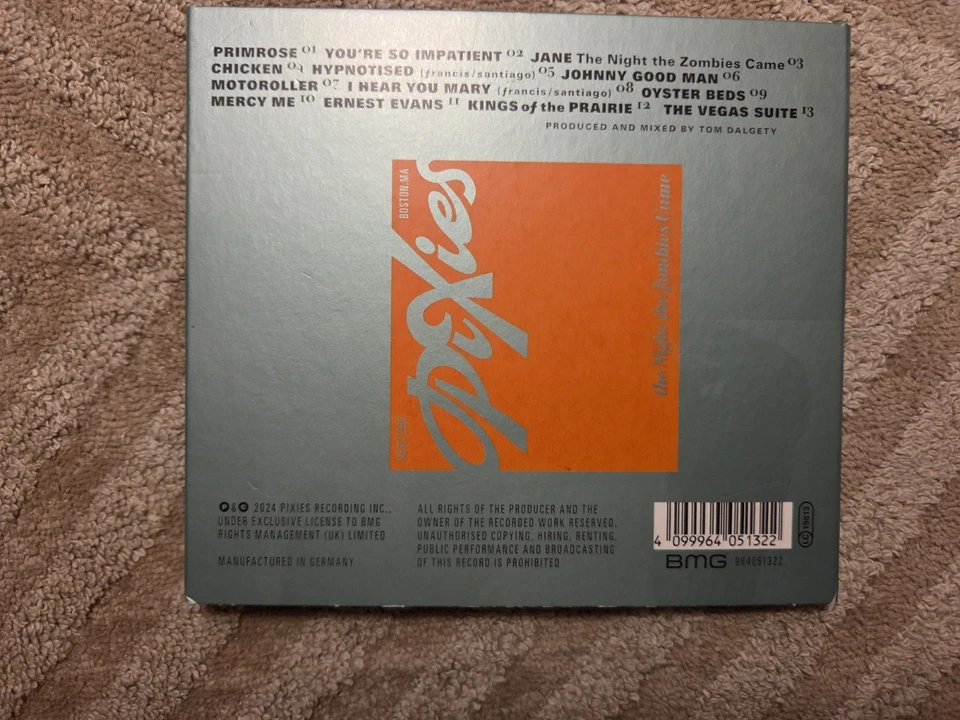 PRIMROSE 01 YOU'RE SO IMPATIENT 02 JANE The Night the Zombies Came 03
CHICKEN 04 HYPNOTISED (francis/santiago) 05 JOHNNY GOOD MAN 06
MOTOROLLER 07 I HEAR YOU MARY (francis/santiago) 08 OYSTER BEDS 09
MERCY ME 10 ERNEST EVANS 11 KINGS of the PRAIRIE 12 THE VEGAS SUITE 13
PRODUCED AND MIXED BY TOM DALGETY
BOSTON.MA
Pixies
the Night the Zombies Came
℗ & © 2024 PIXIES RECORDING INC.,
UNDER EXCLUSIVE LICENSE TO BMG
RIGHTS MANAGEMENT (UK) LIMITED
MANUFACTURED IN GERMANY
ALL RIGHTS OF THE PRODUCER AND THE
OWNER OF THE RECORDED WORK RESERVED.
UNAUTHORISED COPYING, HIRING, RENTING,
PUBLIC PERFORMANCE AND BROADCASTING
OF THIS RECORD IS PROHIBITED
4 099964 051322
LC 19813
BMG 964051322